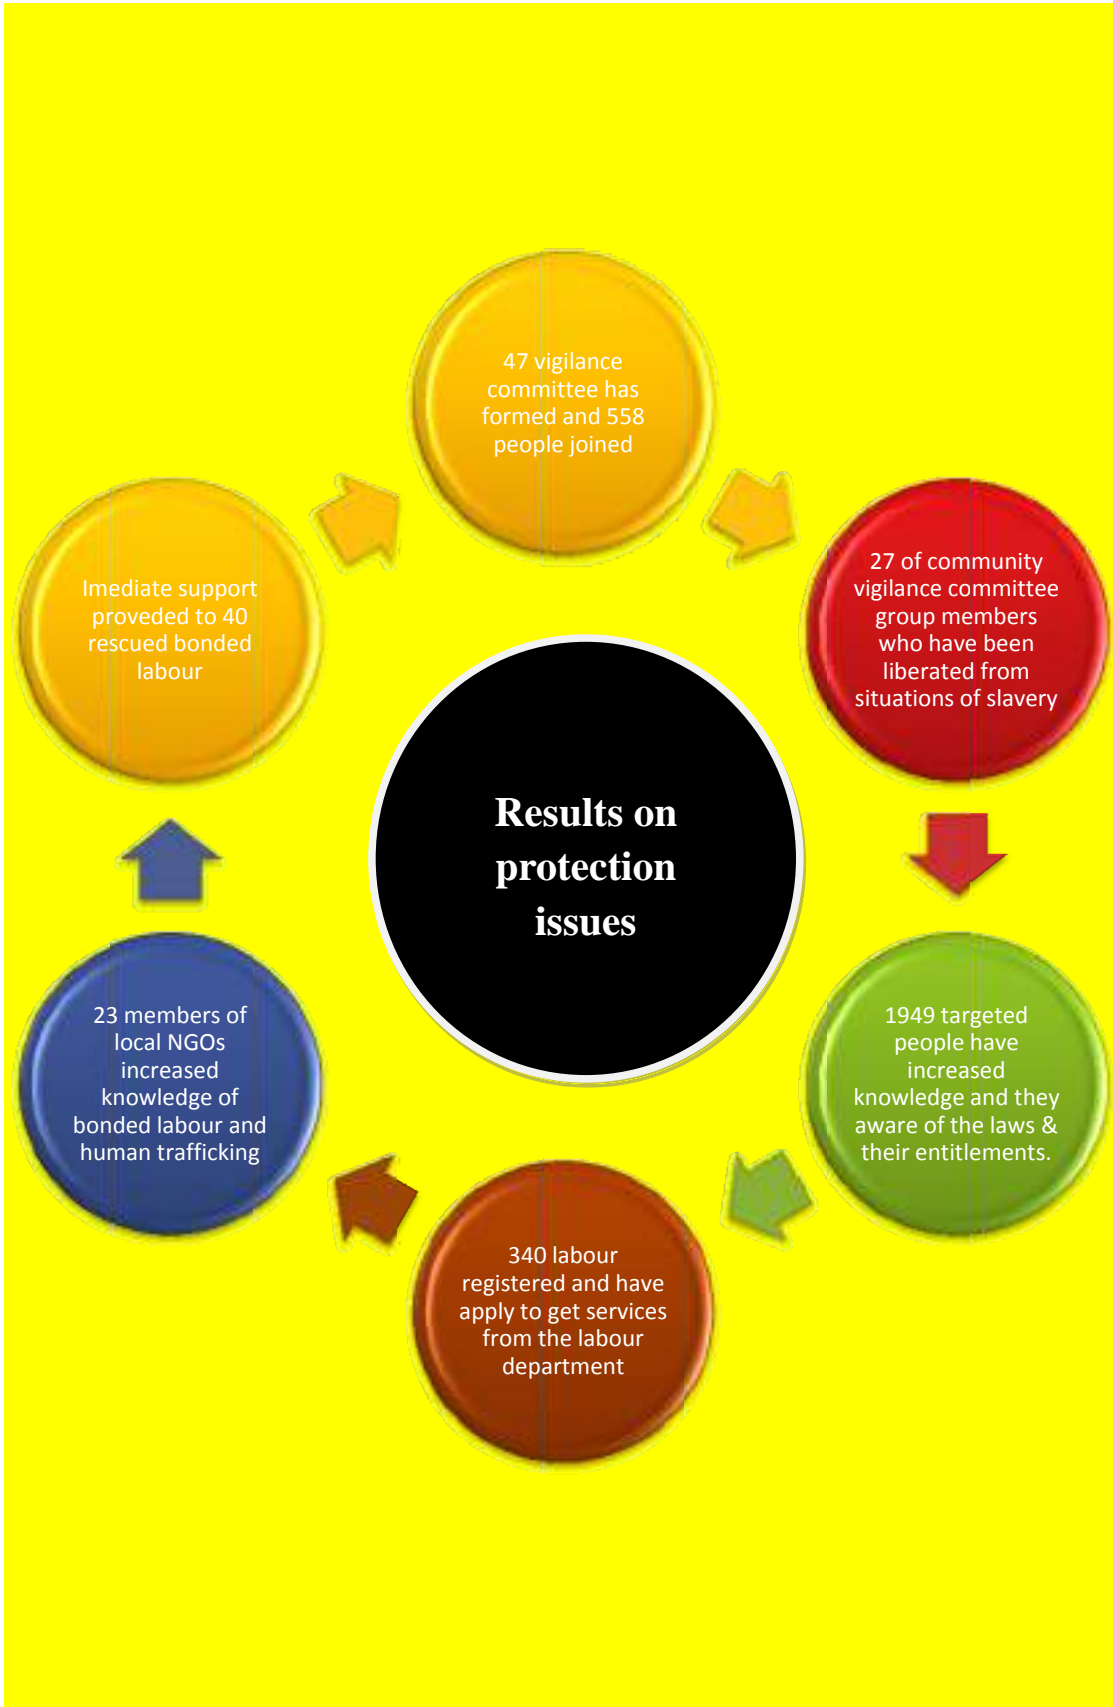 47 vigilance
committee has
formed and 558
people joined
27 of community
vigilance committee
group members
who have been
liberated from
situations of slavery
1949 targeted
people have
increased
knowledge and they
aware of the laws &
their entitlements.
340 labour
registered and have
apply to get services
from the labour
department
23 members of
local NGOs
increased
knowledge of
bonded labour and
human trafficking
Imediate support
proveded to 40
rescued bonded
labour
Results on
protection
issues